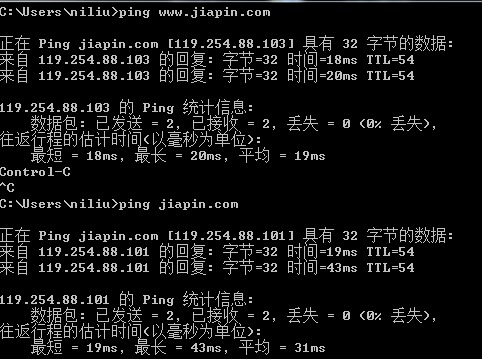 C:\Users\niliu>ping www.jiapin.com
正在 Ping jiapin.com [119.254.88.103] 具有 32 字节的数据:
来自 119.254.88.103 的回复: 字节=32 时间=18ms TTL=54
来自 119.254.88.103 的回复: 字节=32 时间=20ms TTL=54
119.254.88.103 的 Ping 统计信息:
数据包: 已发送 = 2，已接收 = 2，丢失 = 0 (0% 丢失)，
往返行程的估计时间(以毫秒为单位):
最短 = 18ms，最长 = 20ms，平均 = 19ms
Control-C
^C
C:\Users\niliu>ping jiapin.com
正在 Ping jiapin.com [119.254.88.101] 具有 32 字节的数据:
来自 119.254.88.101 的回复: 字节=32 时间=19ms TTL=54
来自 119.254.88.101 的回复: 字节=32 时间=43ms TTL=54
119.254.88.101 的 Ping 统计信息:
数据包: 已发送 = 2，已接收 = 2，丢失 = 0 (0% 丢失)，
往返行程的估计时间(以毫秒为单位):
最短 = 19ms，最长 = 43ms，平均 = 31ms